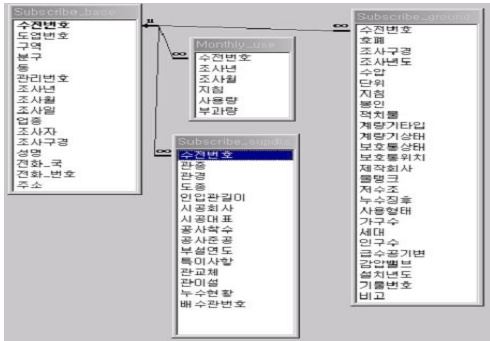 Subscribe_base
수전번호
도엽번호
구역
분구
동
관리번호
조사년
조사월
조사일
업종
조사자
조사구경
성명
전화_국
전화_번호
주소
Monthly_use
수전번호
조사년
조사월
지침
사용량
부과량
수전번호
관종
관경
도종
인입관길이
시공회사
시공대표
공사착수
공사준공
부설연도
특이사항
관교체
관이설
누수현황
배수관번호
Subscribe_ground
수전번호
호폐
조사구경
조사년도
수압
단위
지침
봉인
적치물
계량기타입
계량기상태
보호통상태
보호통위치
제작회사
물탱크
저수조
누수징후
사용형태
가구수
세대
인구수
급수공기변
감압밸브
설치년도
기물번호
비고